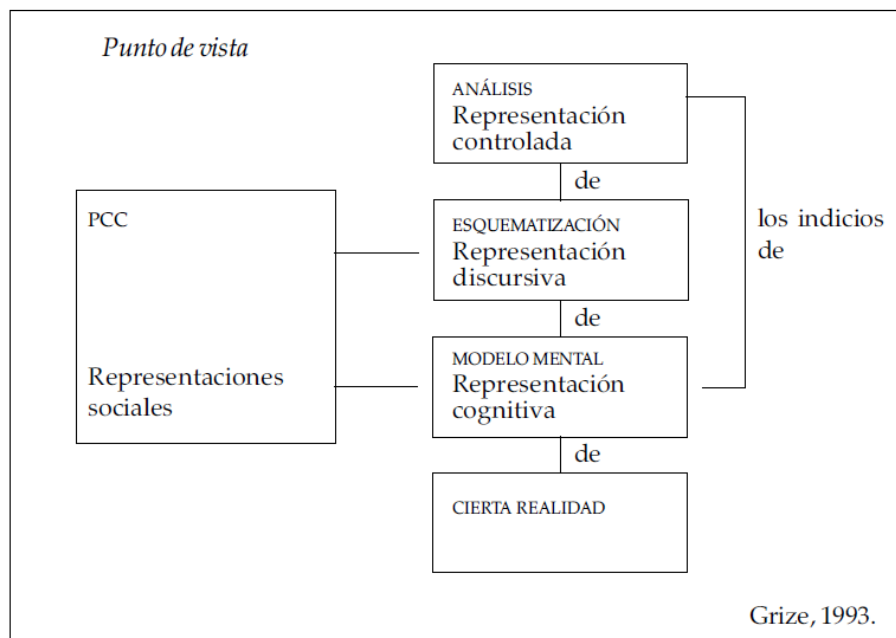 Punto de vista
ANÁLISIS
Representación
controlada
de
PCC
ESQUEMATIZACIÓN
Representación
discursiva
los indicios
de
de
Representaciones
sociales
MODELO MENTAL
Representación
cognitiva
de
CIERTA REALIDAD
Grize, 1993.